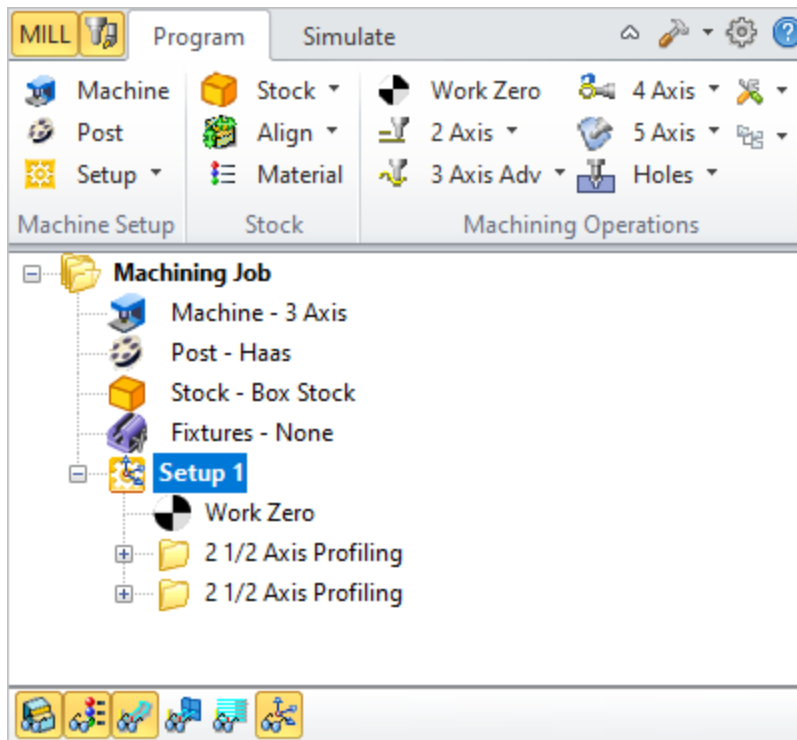 MILL Program Simulate ?
Machine Stock Work Zero 4 Axis
Post Align 2 Axis 5 Axis
Setup Material 3 Axis Adv Holes
Machine Setup Stock Machining Operations
Machining Job
Machine - 3 Axis
Post - Haas
Stock - Box Stock
Fixtures - None
Setup 1
Work Zero
2 1/2 Axis Profiling
2 1/2 Axis Profiling